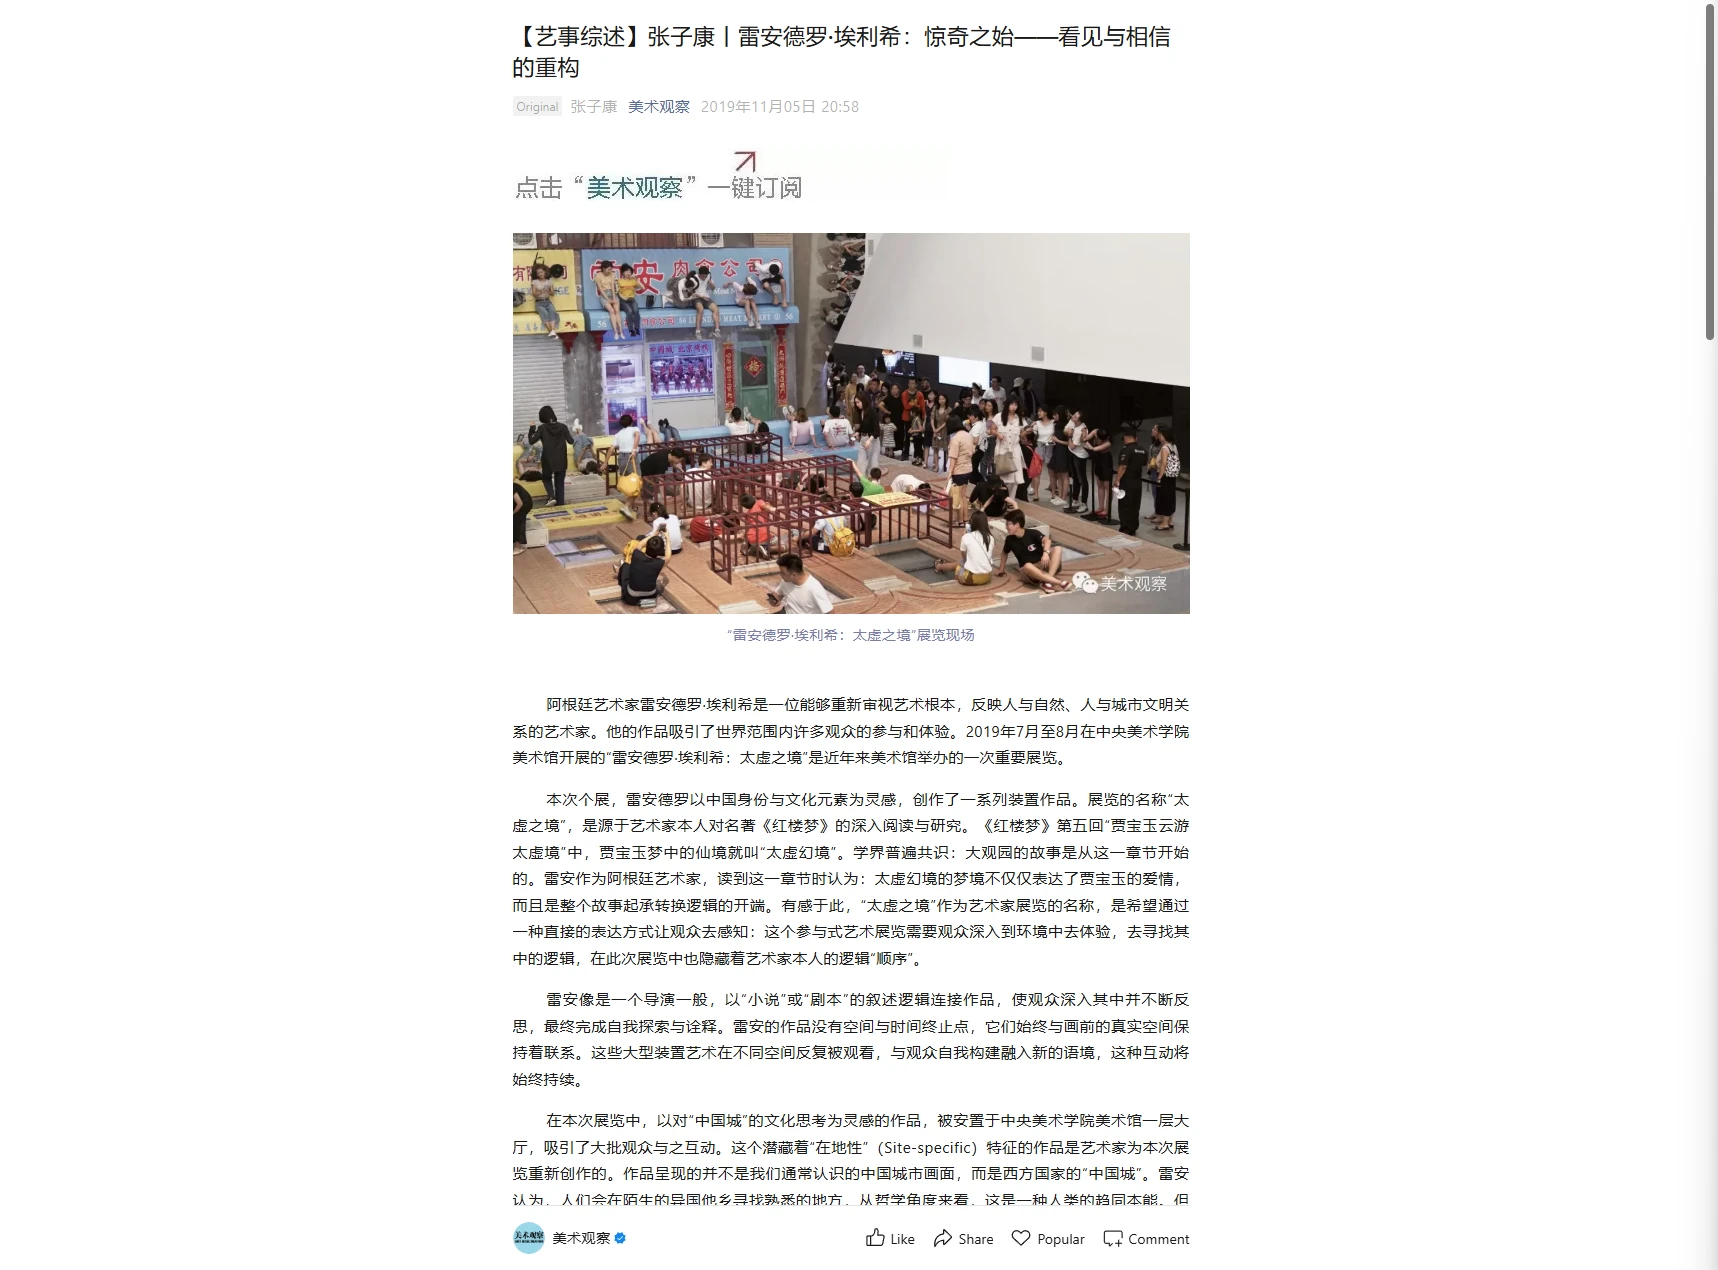 【艺事综述】张子康丨雷安德罗·埃利希：惊奇之始——看见与相信
的重构
Original 张子康 美术观察 2019年11月05日 20:58
点击“美术观察”一键订阅
雷安肉食公司
美术观察
“雷安德罗·埃利希：太虚之境”展览现场
阿根廷艺术家雷安德罗·埃利希是一位能够重新审视艺术根本，反映人与自然、人与城市文明关
系的艺术家。他的作品吸引了世界范围内许多观众的参与和体验。2019年7月至8月在中央美术学院
美术馆开展的“雷安德罗·埃利希：太虚之境”是近年来美术馆举办的一次重要展览。
本次个展，雷安德罗以中国身份与文化元素为灵感，创作了一系列装置作品。展览的名称“太
虚之境”，是源于艺术家本人对名著《红楼梦》的深入阅读与研究。《红楼梦》第五回“贾宝玉云游
太虚境”中，贾宝玉梦中的仙境就叫“太虚幻境”。学界普遍共识：大观园的故事是从这一章节开始
的。雷安作为阿根廷艺术家，读到这一章节时认为：太虚幻境的梦境不仅仅表达了贾宝玉的爱情，
而且是整个故事起承转换逻辑的开端。有感于此，“太虚之境”作为艺术家展览的名称，是希望通过
一种直接的表达方式让观众去感知：这个参与式艺术展览需要观众深入到环境中去体验，去寻找其
中的逻辑，在此次展览中也隐藏着艺术家本人的逻辑“顺序”。
雷安像是一个导演一般，以“小说”或“剧本”的叙述逻辑连接作品，使观众深入其中并不断反
思，最终完成自我探索与诠释。雷安的作品没有空间与时间终止点，它们始终与画前的真实空间保
持着联系。这些大型装置艺术在不同空间反复被观看，与观众自我构建融入新的语境，这种互动将
始终持续。
在本次展览中，以对“中国城”的文化思考为灵感的作品，被安置于中央美术学院美术馆一层大
厅，吸引了大批观众与之互动。这个潜藏着“在地性”（Site-specific）特征的作品是艺术家为本次展
览重新创作的。作品呈现的并不是我们通常认识的中国城市画面，而是西方国家的“中国城”。雷安
认为，人们会在陌生的异国他乡寻找熟悉的地方，从哲学角度来看，这是一种人类的趋同本能。但
美术观察 Like Share Popular Comment